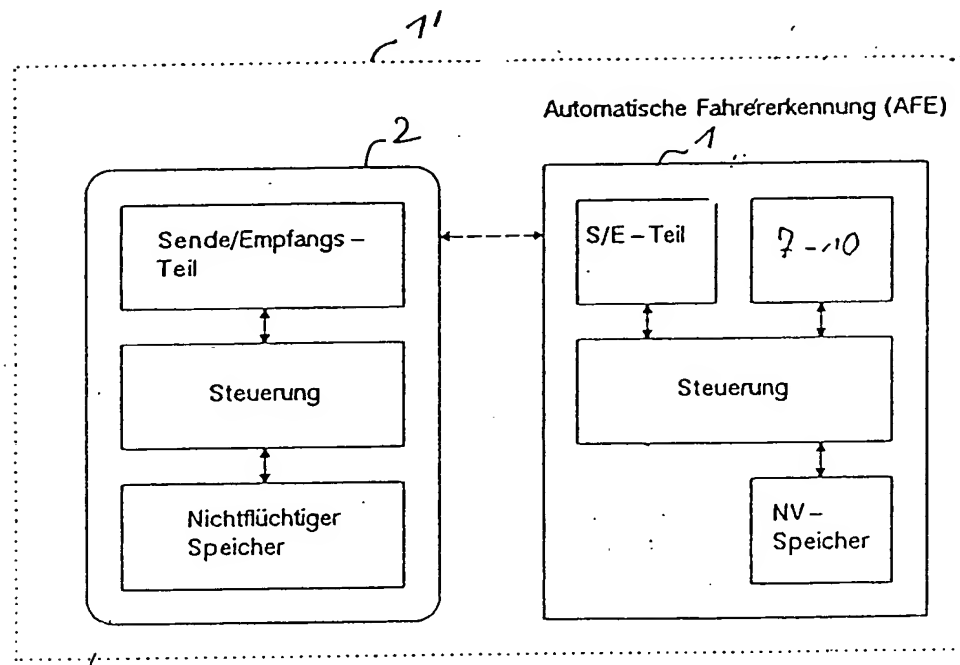 1'
Automatische Fahrererkennung (AFE)
2
1
Sende/Empfangs –
Teil
S/E – Teil
7 - 10
Steuerung
Steuerung
Nichtflüchtiger
Speicher
NV –
Speicher